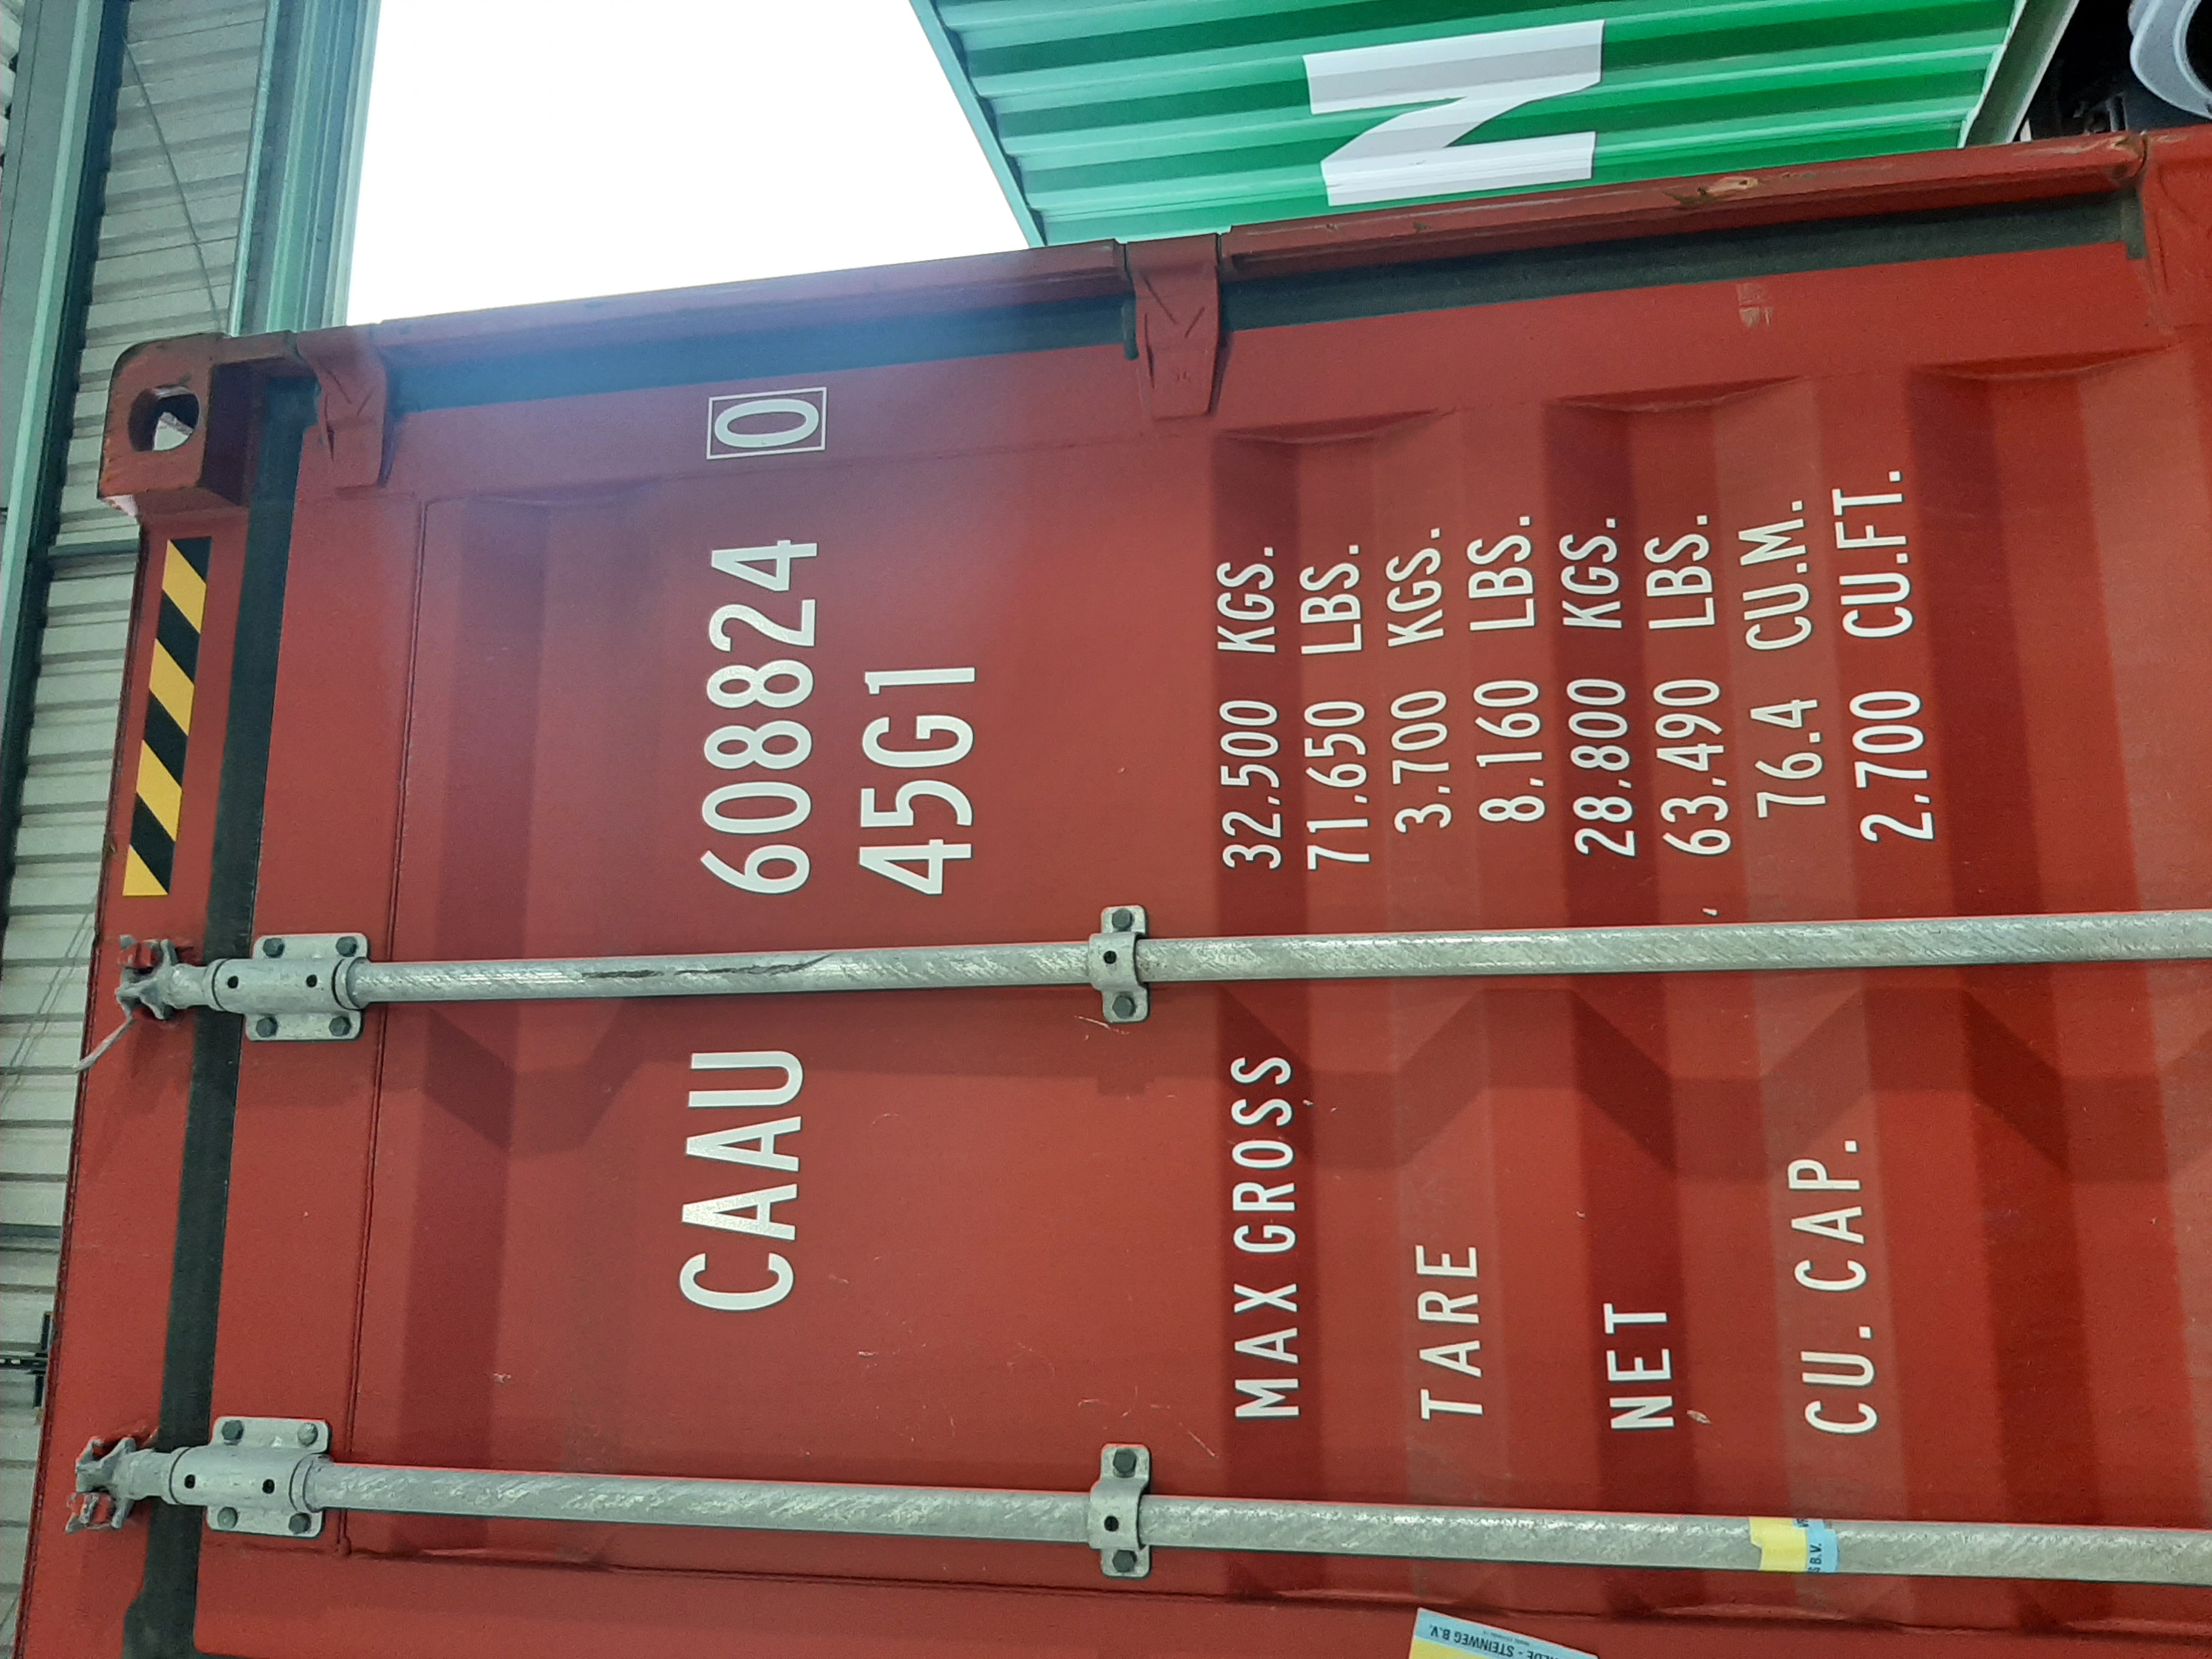 CAAU 608824 0
45G1
MAX GROSS 32,500 KGS.
71,650 LBS.
TARE 3,700 KGS.
8,160 LBS.
NET 28,800 KGS.
63,490 LBS.
CU. CAP. 76.4 CU.M.
2,700 CU.FT.
N
S B.V.
STEINWEG B.V.